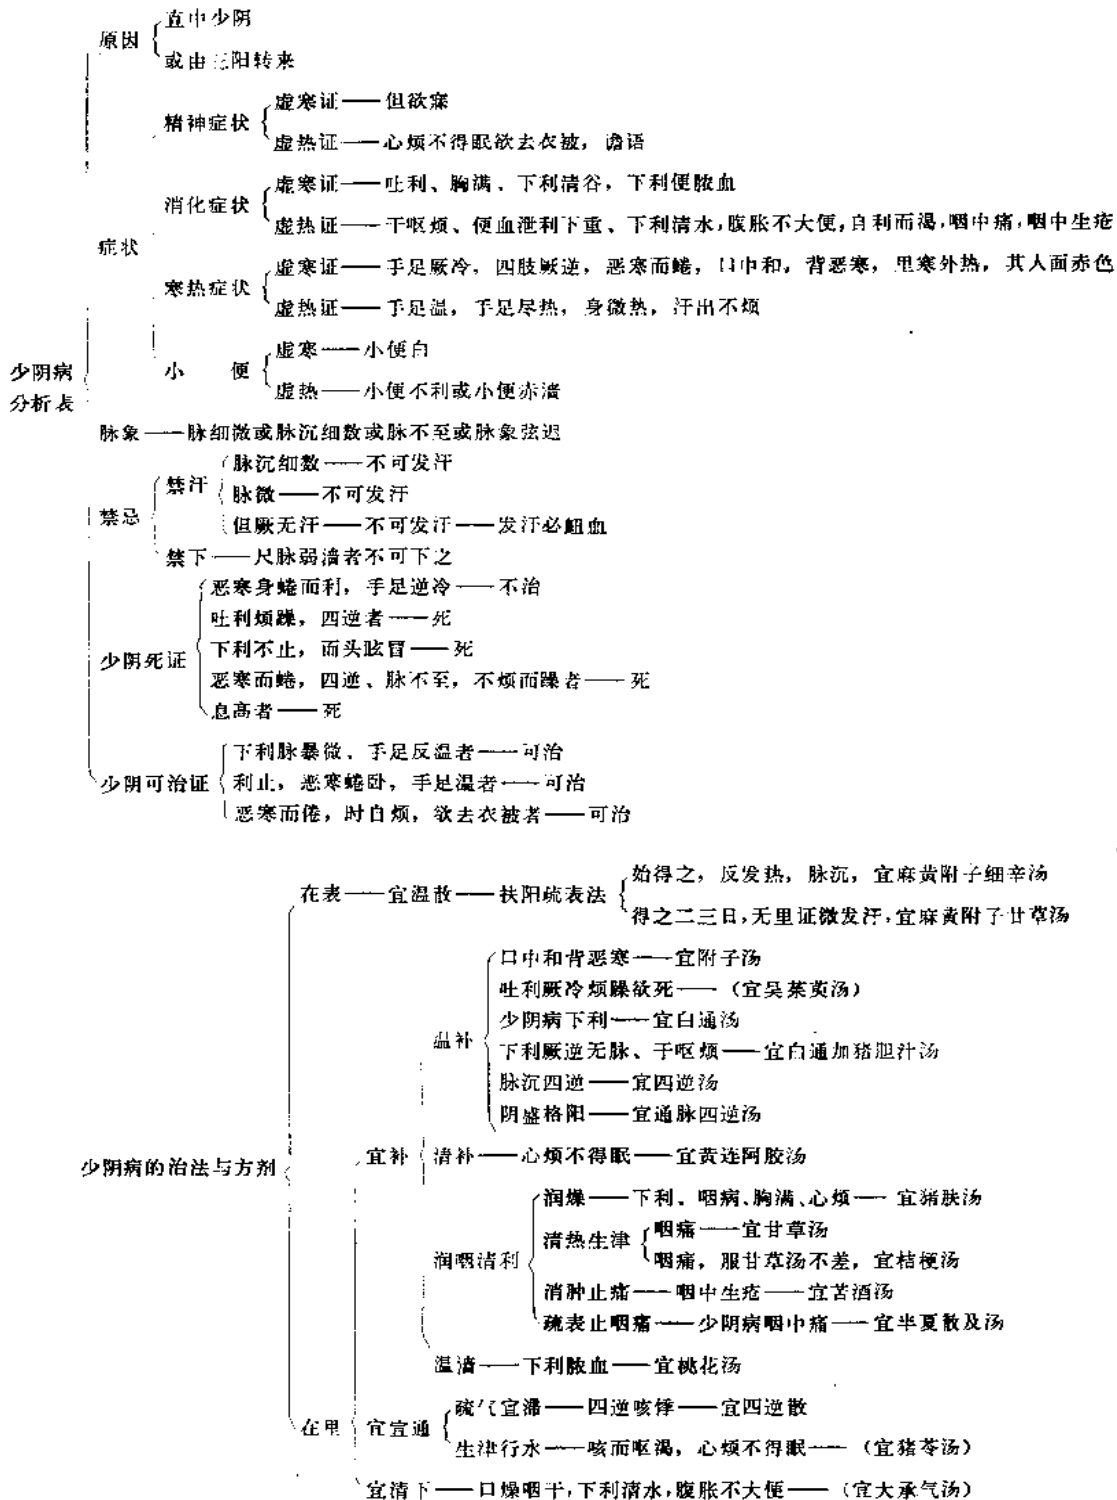 直中少阴
原因
或由三阳转来
虚寒证——但欲寐
精神症状
虚热证——心烦不得眠欲去衣被，谵语
虚寒证——吐利、胸满、下利清谷，下利便脓血
消化症状
虚热证——干呕烦、便血泄利下重、下利清水，腹胀不大便，自利而渴，咽中痛，咽中生疮
症状
虚寒证——手足厥冷，四肢厥逆，恶寒而蜷，口中和，背恶寒，里寒外热，其人面赤色
寒热症状
虚热证——手足温，手足尽热，身微热，汗出不烦
虚寒——小便白
小 便
虚热——小便不利或小便赤涩
少阴病
分析表
脉象——脉细微或脉沉细数或脉不至或脉象弦迟
脉沉细数——不可发汗
禁汗
脉微——不可发汗
禁忌
但厥无汗——不可发汗——发汗必衄血
禁下——尺脉弱涩者不可下之
恶寒身蜷而利，手足逆冷——不治
吐利烦躁，四逆者——死
下利不止，而头眩冒——死
少阴死证
恶寒而蜷，四逆、脉不至，不烦而躁者——死
息高者——死
下利脉暴微、手足反温者——可治
少阴可治证
利止，恶寒蜷卧，手足温者——可治
恶寒而倦，时自烦，欲去衣被者——可治
始得之，反发热，脉沉，宜麻黄附子细辛汤
在表——宜温散——扶阳疏表法
得之二三日，无里证微发汗，宜麻黄附子甘草汤
口中和背恶寒——宜附子汤
吐利厥冷烦躁欲死——（宜吴茱萸汤）
少阴病下利——宜白通汤
温补
下利厥逆无脉、干呕烦——宜白通加猪胆汁汤
脉沉四逆——宜四逆汤
阴盛格阳——宜通脉四逆汤
少阴病的治法与方剂
宜补
清补——心烦不得眠——宜黄连阿胶汤
润燥——下利、咽病、胸满、心烦——宜猪肤汤
咽痛——宜甘草汤
清热生津
咽痛，服甘草汤不差，宜桔梗汤
润咽清利
消肿止痛——咽中生疮——宜苦酒汤
疏表止咽痛——少阴病咽中痛——宜半夏散及汤
温涩——下利脓血——宜桃花汤
疏气宣滞——四逆咳悸——宜四逆散
在里
宜宣通
生津行水——咳而呕渴，心烦不得眠——（宜猪苓汤）
宜清下——口燥咽干，下利清水，腹胀不大便——（宜大承气汤）